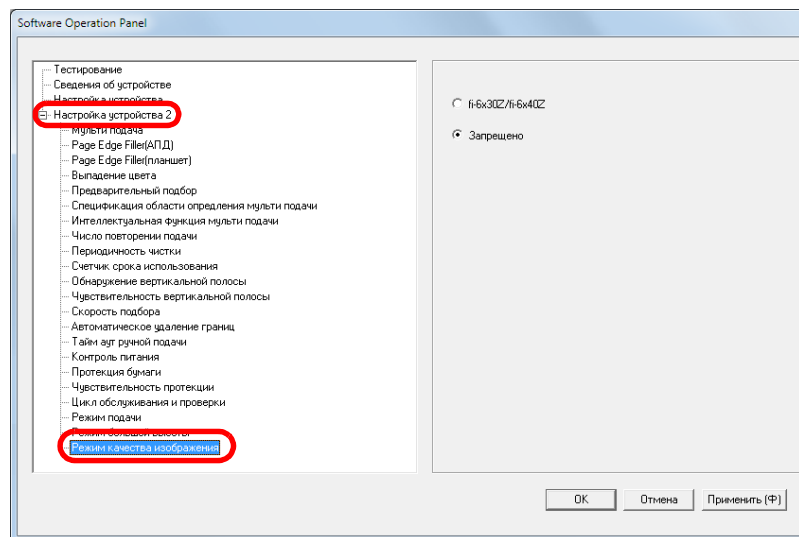 Software Operation Panel
Тестирование
Сведения об устройстве
Настройка устройства
Настройка устройства 2
Мульти подача
Page Edge Filler(АПД)
Page Edge Filler(планшет)
Выпадение цвета
Предварительный подбор
Спецификация области опредления мульти подачи
Интеллектуальная функция мульти подачи
Число повторении подачи
Периодичность чистки
Счетчик срока использования
Обнаружение вертикальной полосы
Чувствительность вертикальной полосы
Скорость подбора
Автоматическое удаление границ
Тайм аут ручной подачи
Контроль питания
Протекция бумаги
Чувствительность протекции
Цикл обслуживания и проверки
Режим подачи
Режим большой высоты
Режим качества изображения
fi-6x30Z/fi-6x40Z
Запрещено
OK
Отмена
Применить (Ф)